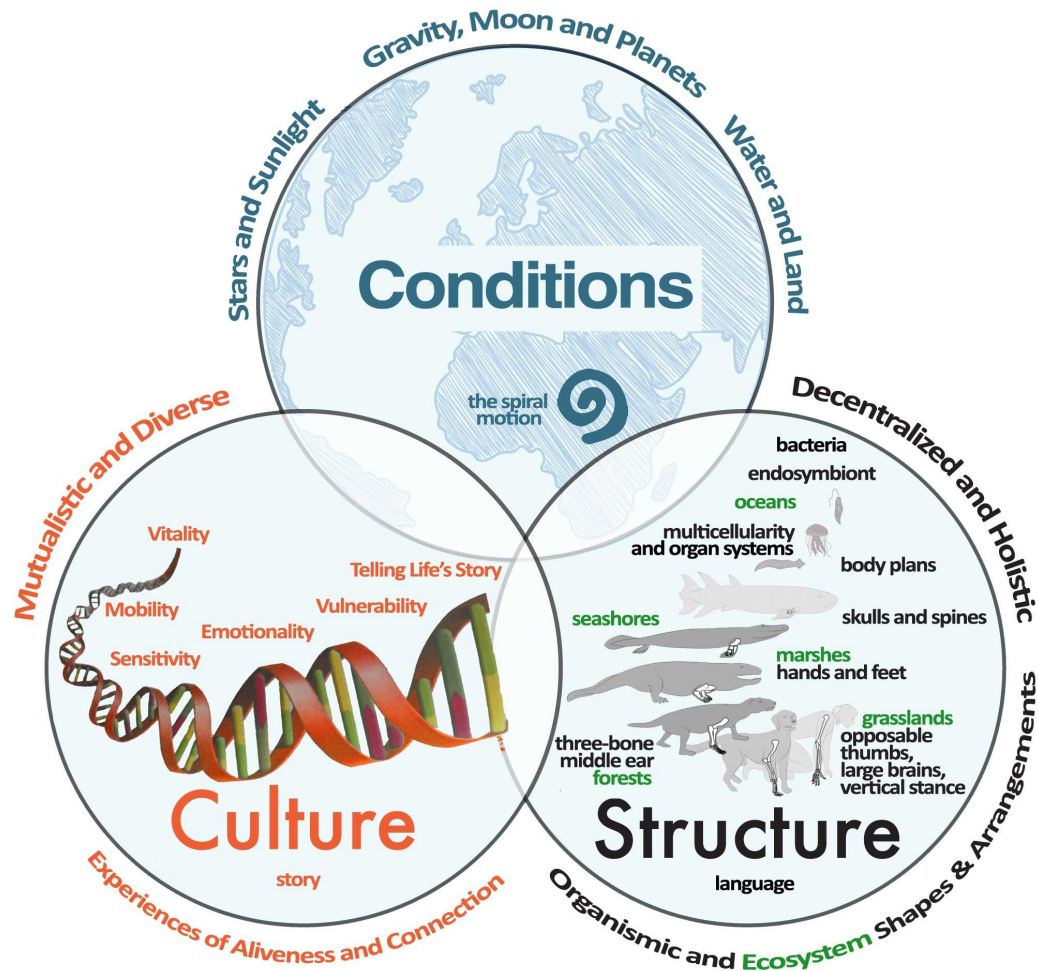 Gravity, Moon and Planets
Stars and Sunlight
Water and Land
Conditions
the spiral
motion
Mutualistic and Diverse
Vitality
Mobility
Sensitivity
Emotionality
Vulnerability
Telling Life's Story
Culture
story
Experiences of Aliveness and Connection
Decentralized and Holistic
bacteria
endosymbiont
oceans
multicellularity
and organ systems
body plans
skulls and spines
seashores
marshes
hands and feet
grasslands
opposable
thumbs,
large brains,
vertical stance
three-bone
middle ear
forests
Structure
language
Organismic and Ecosystem Shapes & Arrangements